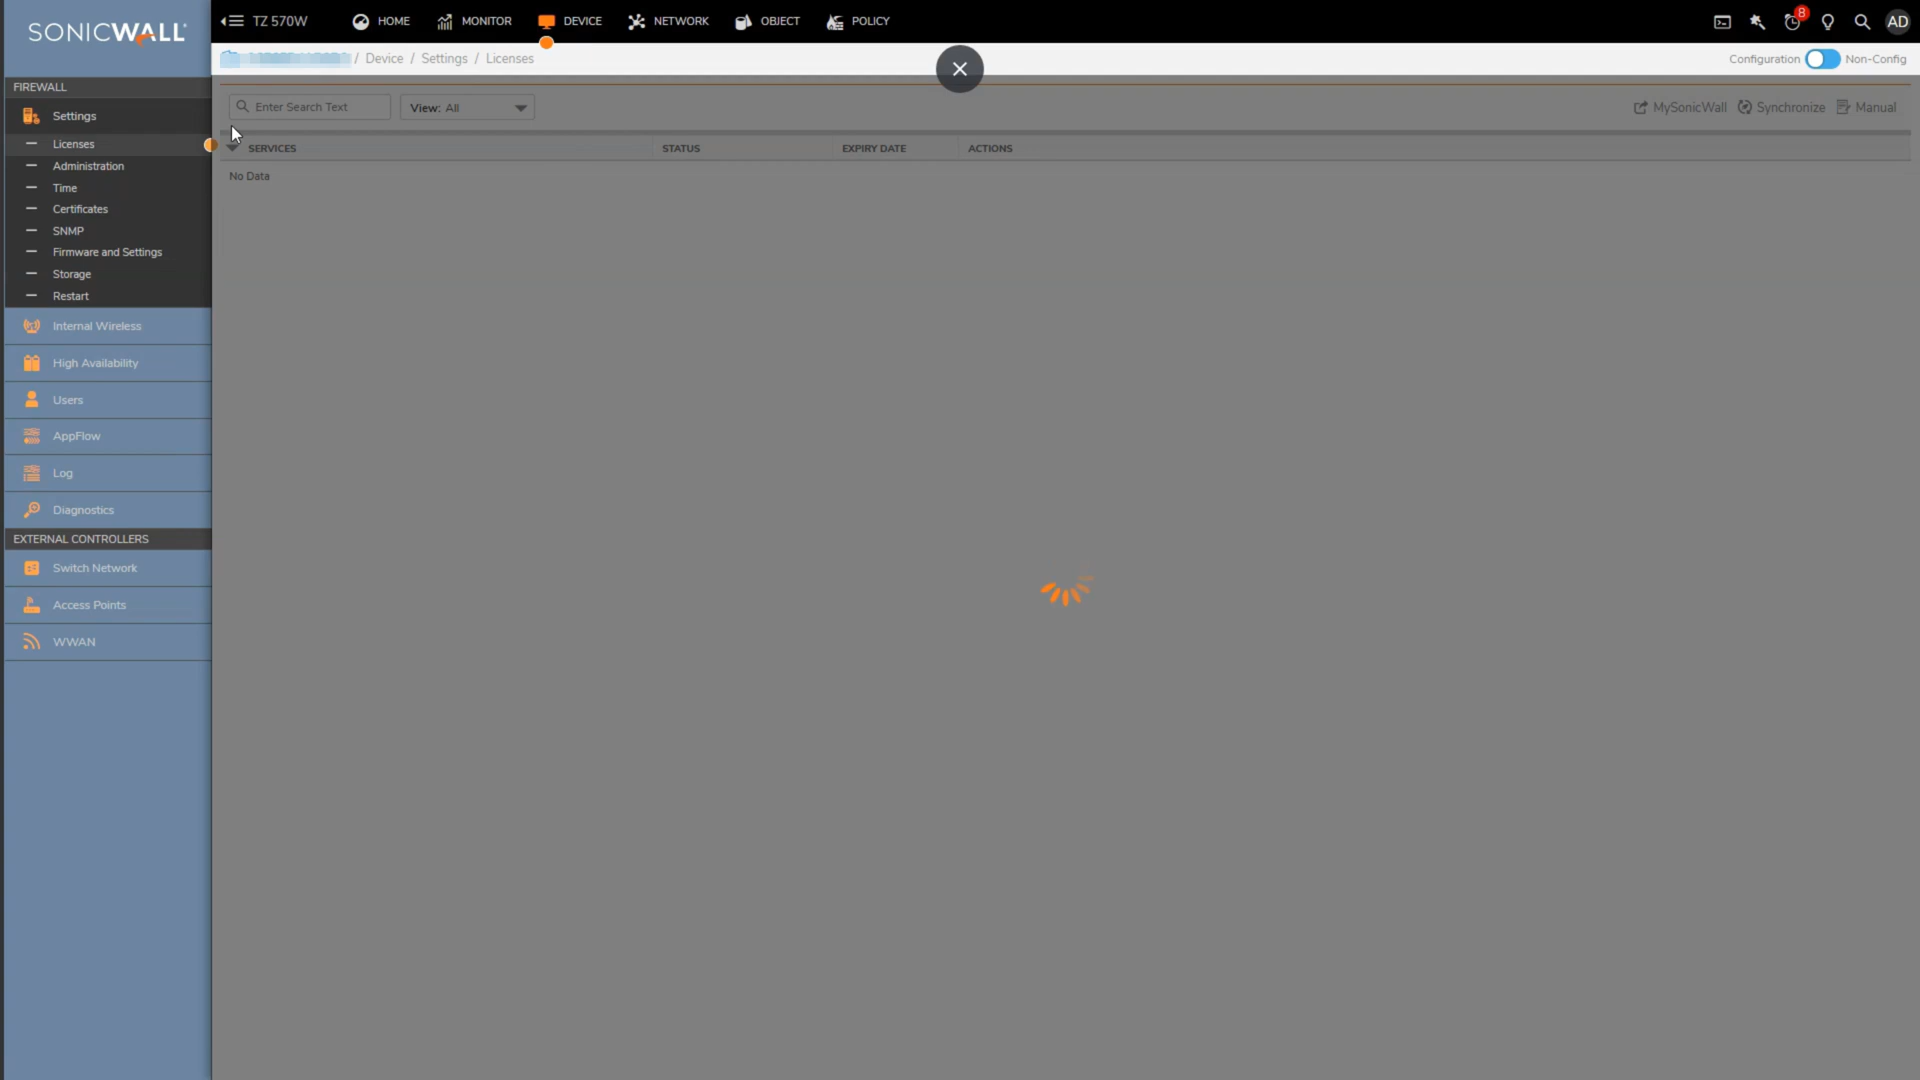 SONICWALL
TZ 570W
HOME
MONITOR
DEVICE
NETWORK
OBJECT
POLICY
8
AD
/ Device / Settings / Licenses
Configuration
Non-Config
Enter Search Text
View: All
MySonicWall
Synchronize
Manual
SERVICES
STATUS
EXPIRY DATE
ACTIONS
No Data
FIREWALL
Settings
Licenses
Administration
Time
Certificates
SNMP
Firmware and Settings
Storage
Restart
Internal Wireless
High Availability
Users
AppFlow
Log
Diagnostics
EXTERNAL CONTROLLERS
Switch Network
Access Points
WWAN